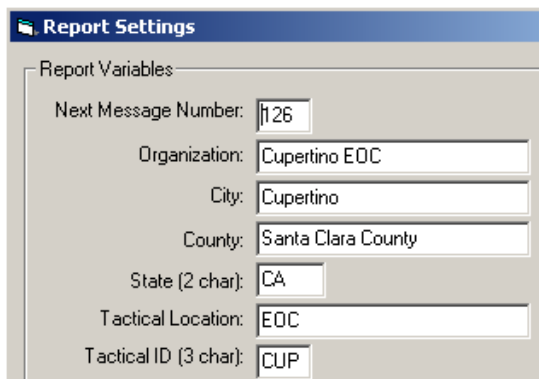 Report Settings
Report Variables
Next Message Number: 126
Organization: Cupertino EOC
City: Cupertino
County: Santa Clara County
State (2 char): CA
Tactical Location: EOC
Tactical ID (3 char): CUP